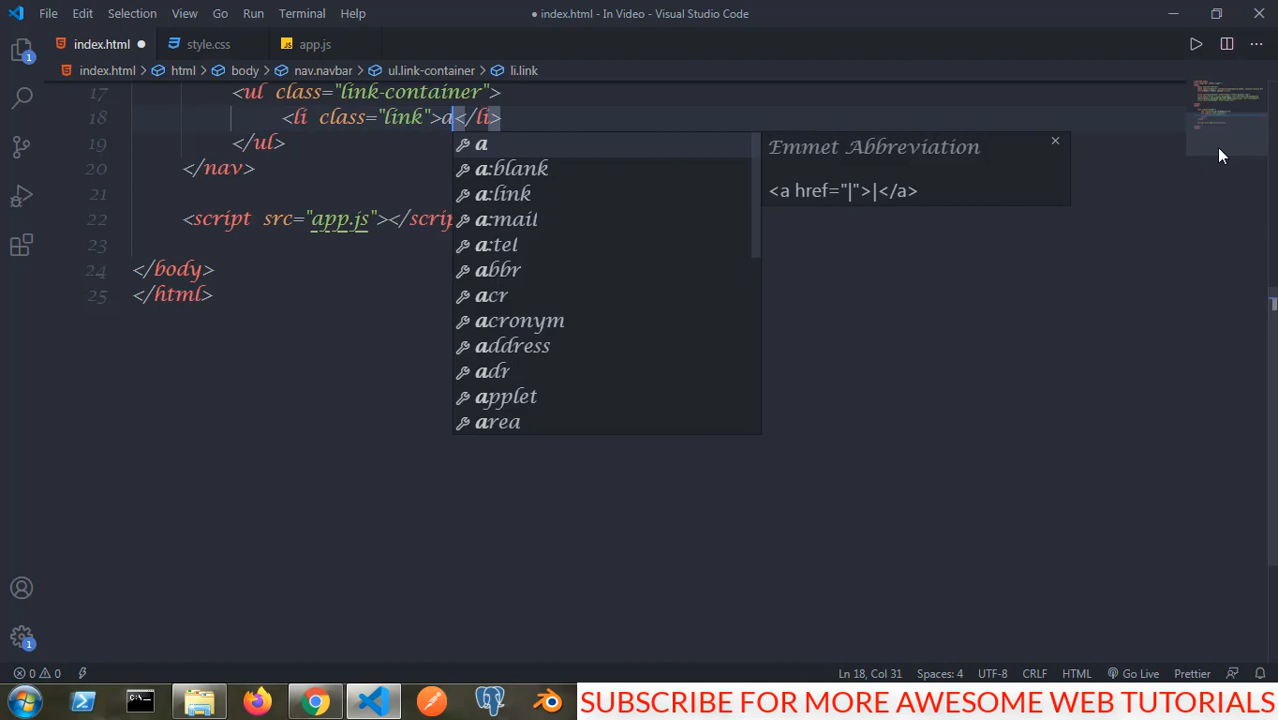 File Edit Selection View Go Run Terminal Help
● index.html - In Video - Visual Studio Code
index.html ● style.css app.js
index.html > html > body > nav.navbar > ul.link-container > li.link
17 <ul class="link-container">
18 <li class="link">a</li>
19 </ul>
20 </nav>
21
22 <script src="app.js"></scrip
23
24 </body>
25 </html>
a
a:blank
a:link
a:mail
a:tel
abbr
acr
acronym
address
adr
applet
area
Emmet Abbreviation
<a href="|">|</a>
1
1
0 0 Ln 18, Col 31 Spaces: 4 UTF-8 CRLF HTML Go Live Prettier
SUBSCRIBE FOR MORE AWESOME WEB TUTORIALS